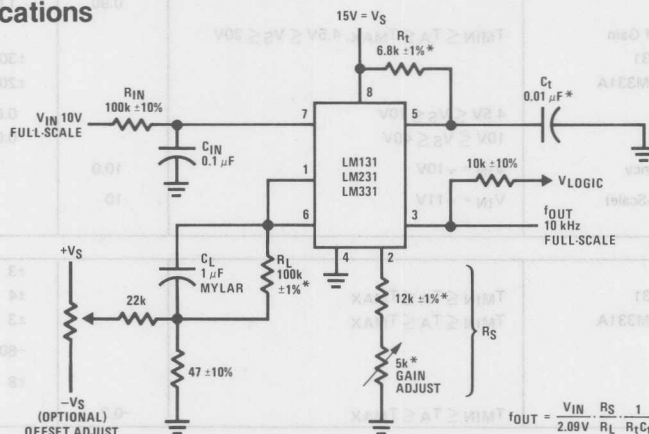 cations
15V = VS
Rt
6.8k ±1%*
Ct
0.01 µF*
RIN
100k ±10%
VIN 10V
FULL-SCALE
CIN
0.1 µF
8
7
5
1
6
3
4
2
LM131
LM231
LM331
10k ±10%
VLOGIC
fOUT
10 kHz
FULL-SCALE
+VS
CL
1 µF
MYLAR
RL
100k
±1%*
22k
47 ±10%
12k ±1%*
RS
5k*
GAIN
ADJUST
–VS
(OPTIONAL)
OFFSET ADJUST
fOUT = VIN/2.09V · RS/RL · 1/RtCt